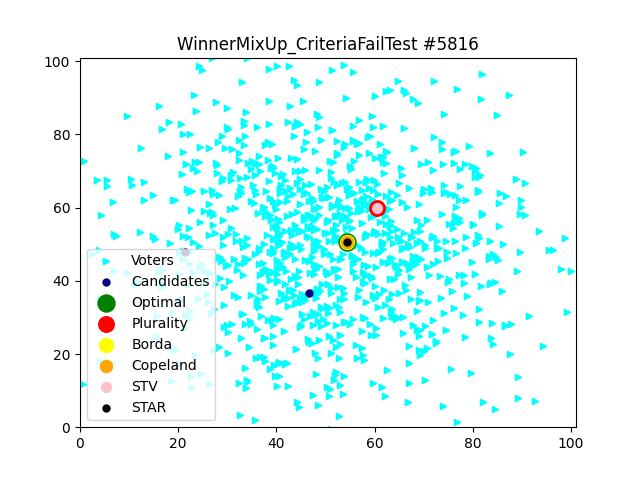 WinnerMixUp_CriteriaFailTest #5816
100
80
60
40
20
0
0
20
40
60
80
100
Voters
Candidates
Optimal
Plurality
Borda
Copeland
STV
STAR